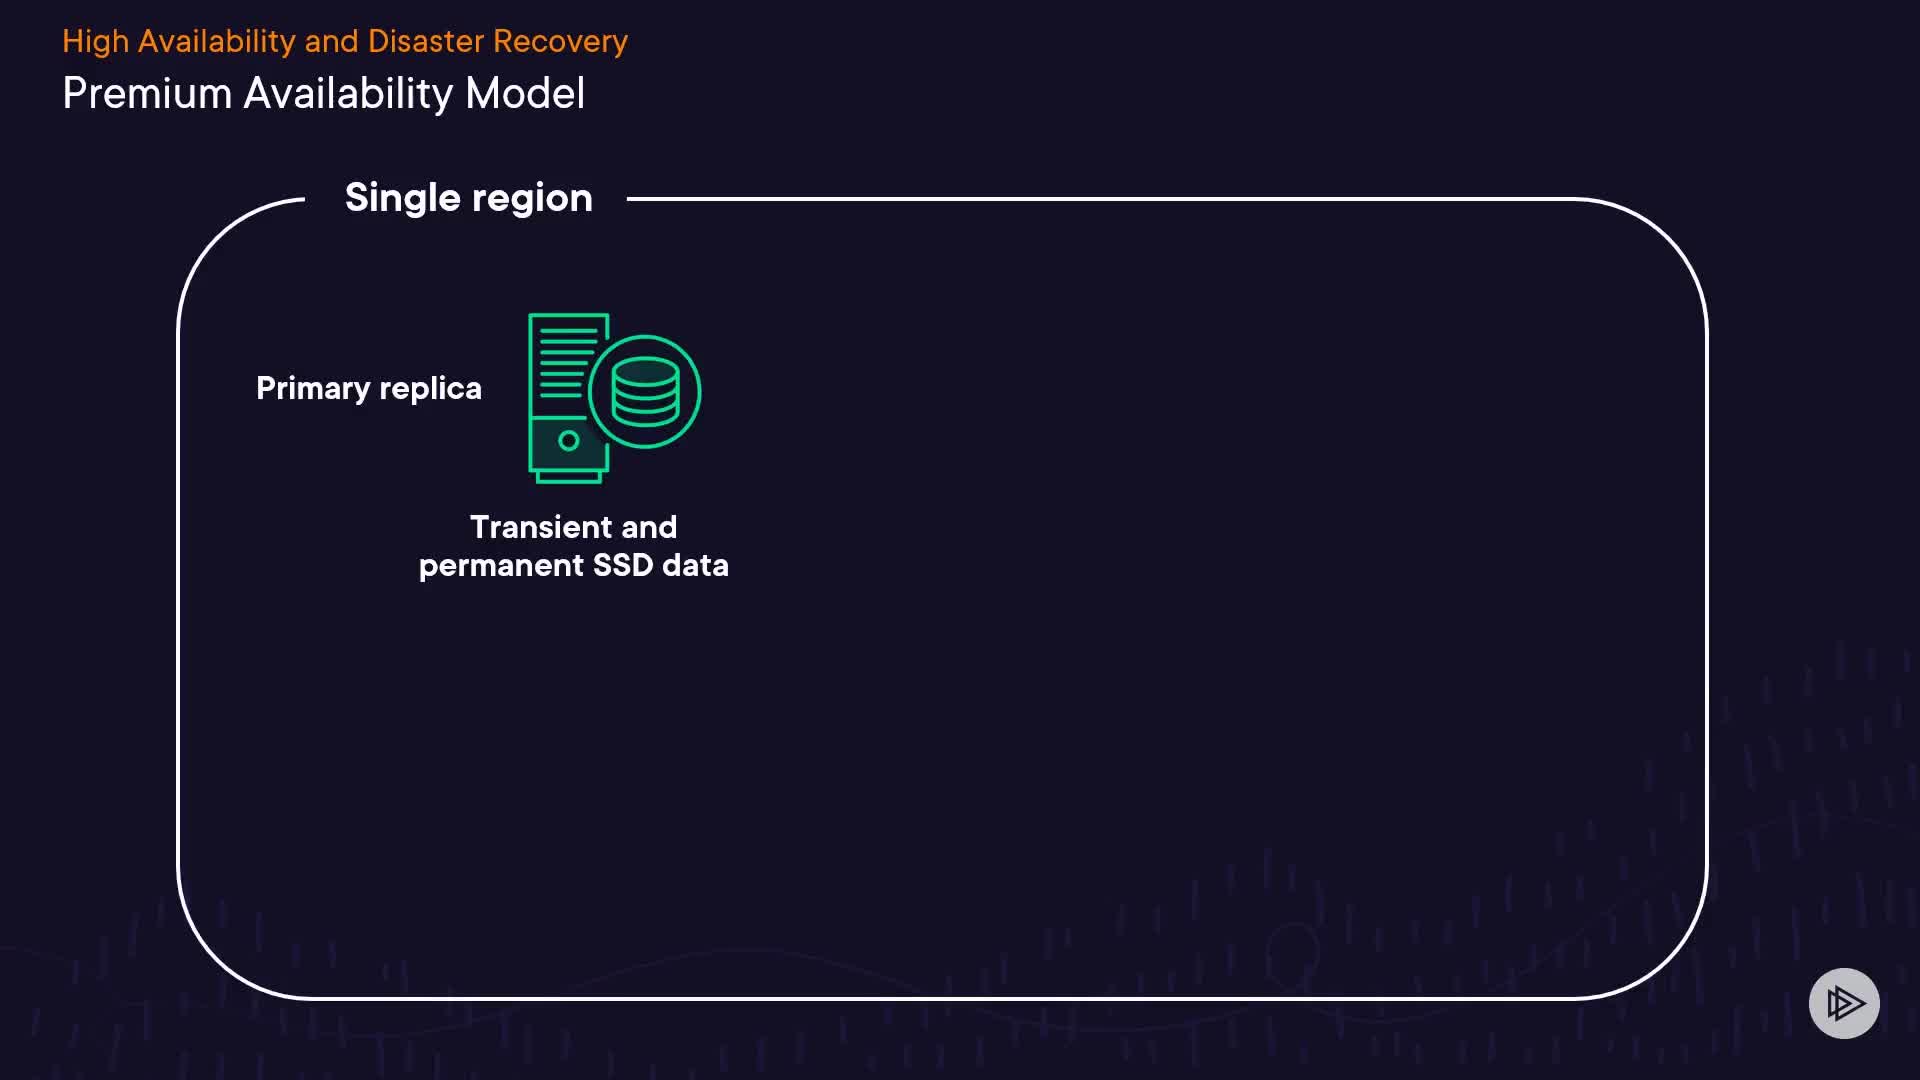 High Availability and Disaster Recovery
Premium Availability Model
Single region
Primary replica
Transient and
permanent SSD data